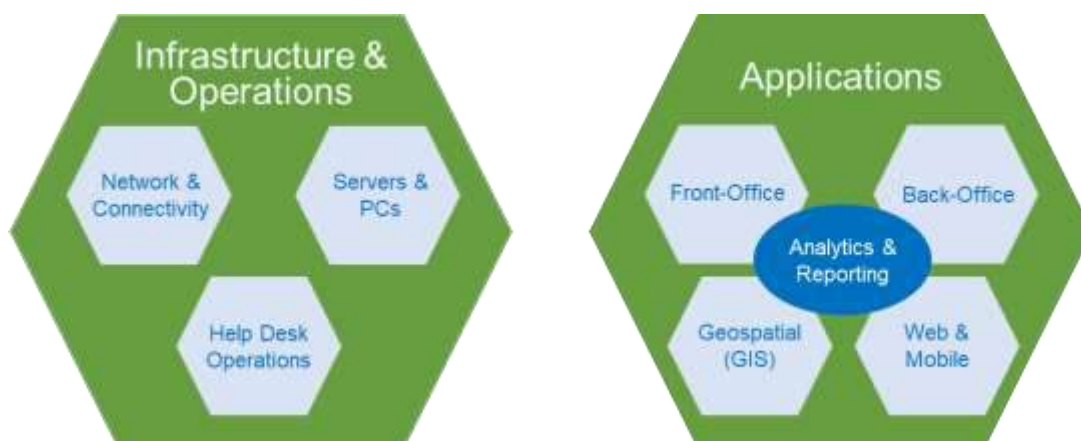 Infrastructure &
Operations
Network &
Connectivity
Servers &
PCs
Help Desk
Operations
Applications
Front-Office
Back-Office
Analytics &
Reporting
Geospatial
(GIS)
Web &
Mobile